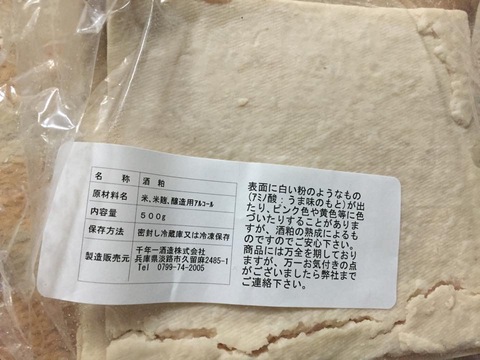 名称 酒粕
原材料名 米、米麹、醸造用アルコール
内容量 500g
保存方法 密封し冷蔵庫又は冷凍保存
製造販売元 千年一酒造株式会社
兵庫県淡路市久留麻2485-1
Tel 0799-74-2005
表面に白い粉のようなもの
(アミノ酸:うま味のもと)が出
たり、ピンク色や黄色等に色
づいたりすることがありま
すが、酒粕の熟成によるも
のですのでご安心下さい。
商品には万全を期しており
ますが、万一お気付きの点
がございましたら弊社まで
ご連絡下さい。